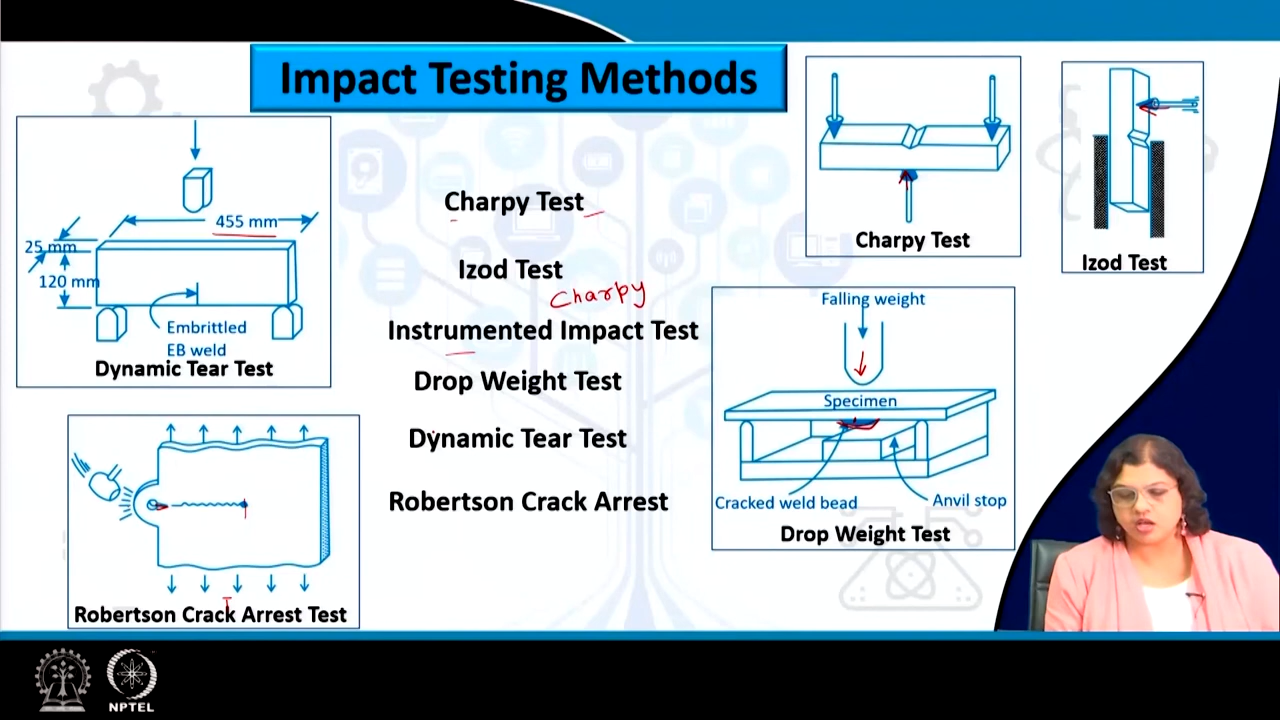 Impact Testing Methods
455 mm
25 mm
120 mm
Embrittled
EB weld
Dynamic Tear Test
Robertson Crack Arrest Test
Charpy Test
Izod Test
Charpy
Instrumented Impact Test
Drop Weight Test
Dynamic Tear Test
Robertson Crack Arrest
Charpy Test
Izod Test
Falling weight
Specimen
Cracked weld bead
Anvil stop
Drop Weight Test
NPTEL